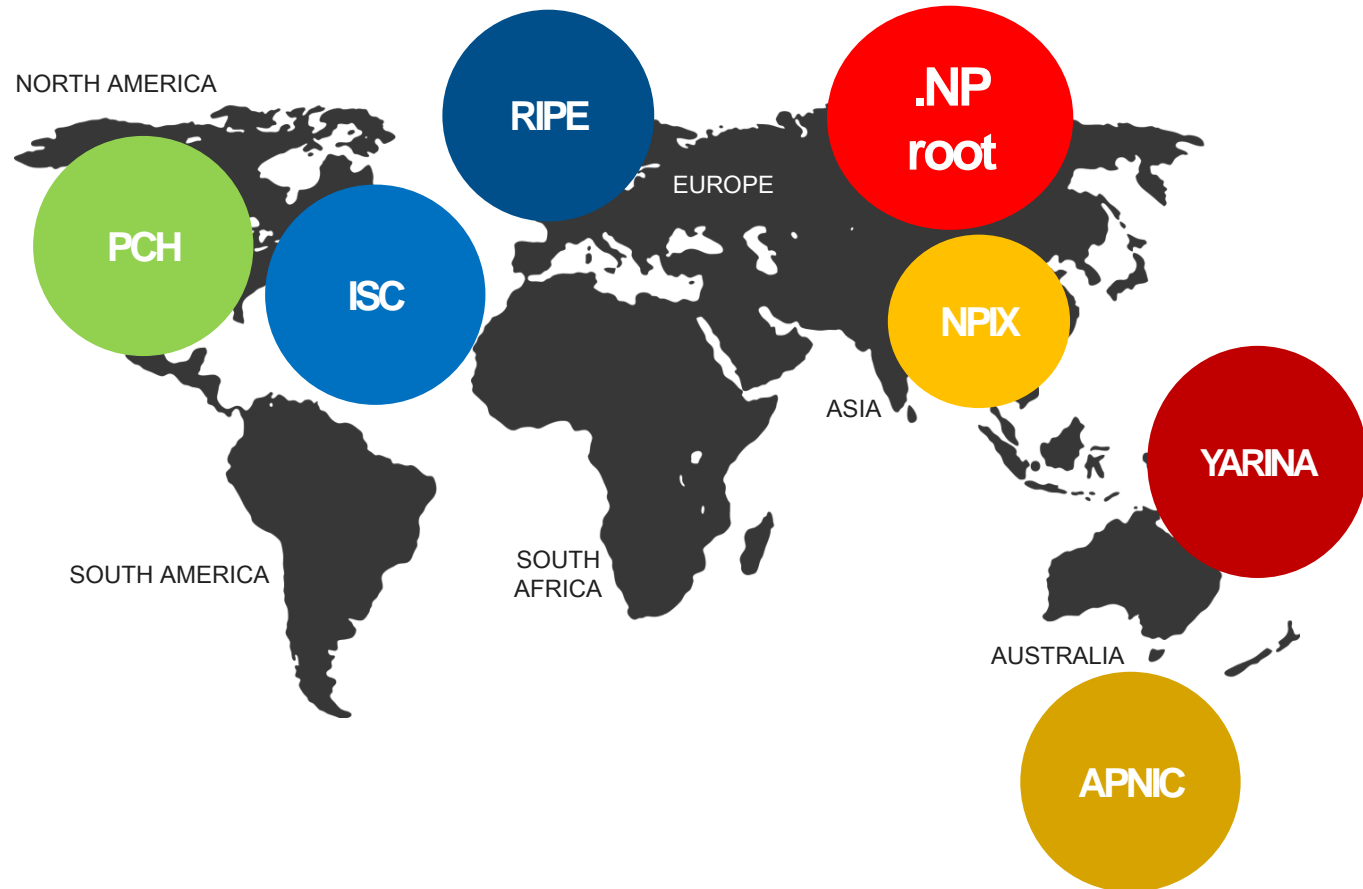 NORTH AMERICA
RIPE
.NP
root
EUROPE
PCH
ISC
NPIX
ASIA
YARINA
SOUTH AMERICA
SOUTH
AFRICA
AUSTRALIA
APNIC